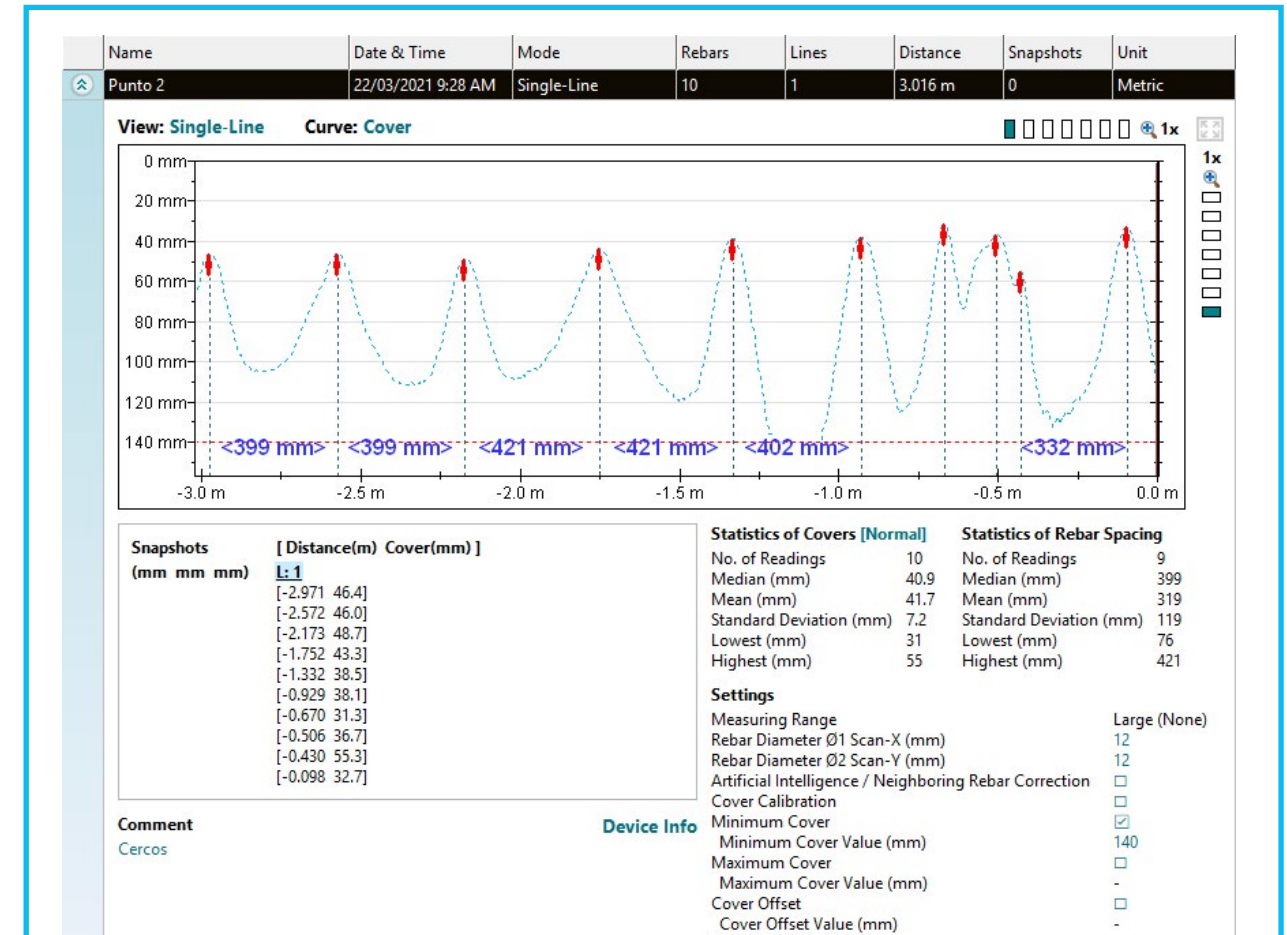 Name Date & Time Mode Rebars Lines Distance Snapshots Unit
Punto 2 22/03/2021 9:28 AM Single-Line 10 1 3.016 m 0 Metric
View: Single-Line Curve: Cover 1x
1x
0 mm
20 mm
40 mm
60 mm
80 mm
100 mm
120 mm
140 mm <399 mm> <399 mm> <421 mm> <421 mm> <402 mm> <332 mm>
-3.0 m -2.5 m -2.0 m -1.5 m -1.0 m -0.5 m 0.0 m
Snapshots [ Distance(m) Cover(mm) ]
(mm mm mm) L: 1
[-2.971 46.4]
[-2.572 46.0]
[-2.173 48.7]
[-1.752 43.3]
[-1.332 38.5]
[-0.929 38.1]
[-0.670 31.3]
[-0.506 36.7]
[-0.430 55.3]
[-0.098 32.7]
Comment
Cercos
Device Info
Statistics of Covers [Normal]
No. of Readings 10
Median (mm) 40.9
Mean (mm) 41.7
Standard Deviation (mm) 7.2
Lowest (mm) 31
Highest (mm) 55
Statistics of Rebar Spacing
No. of Readings 9
Median (mm) 399
Mean (mm) 319
Standard Deviation (mm) 119
Lowest (mm) 76
Highest (mm) 421
Settings
Measuring Range Large (None)
Rebar Diameter Ø1 Scan-X (mm) 12
Rebar Diameter Ø2 Scan-Y (mm) 12
Artificial Intelligence / Neighboring Rebar Correction
Cover Calibration
Minimum Cover
Minimum Cover Value (mm) 140
Maximum Cover
Maximum Cover Value (mm) -
Cover Offset
Cover Offset Value (mm) -